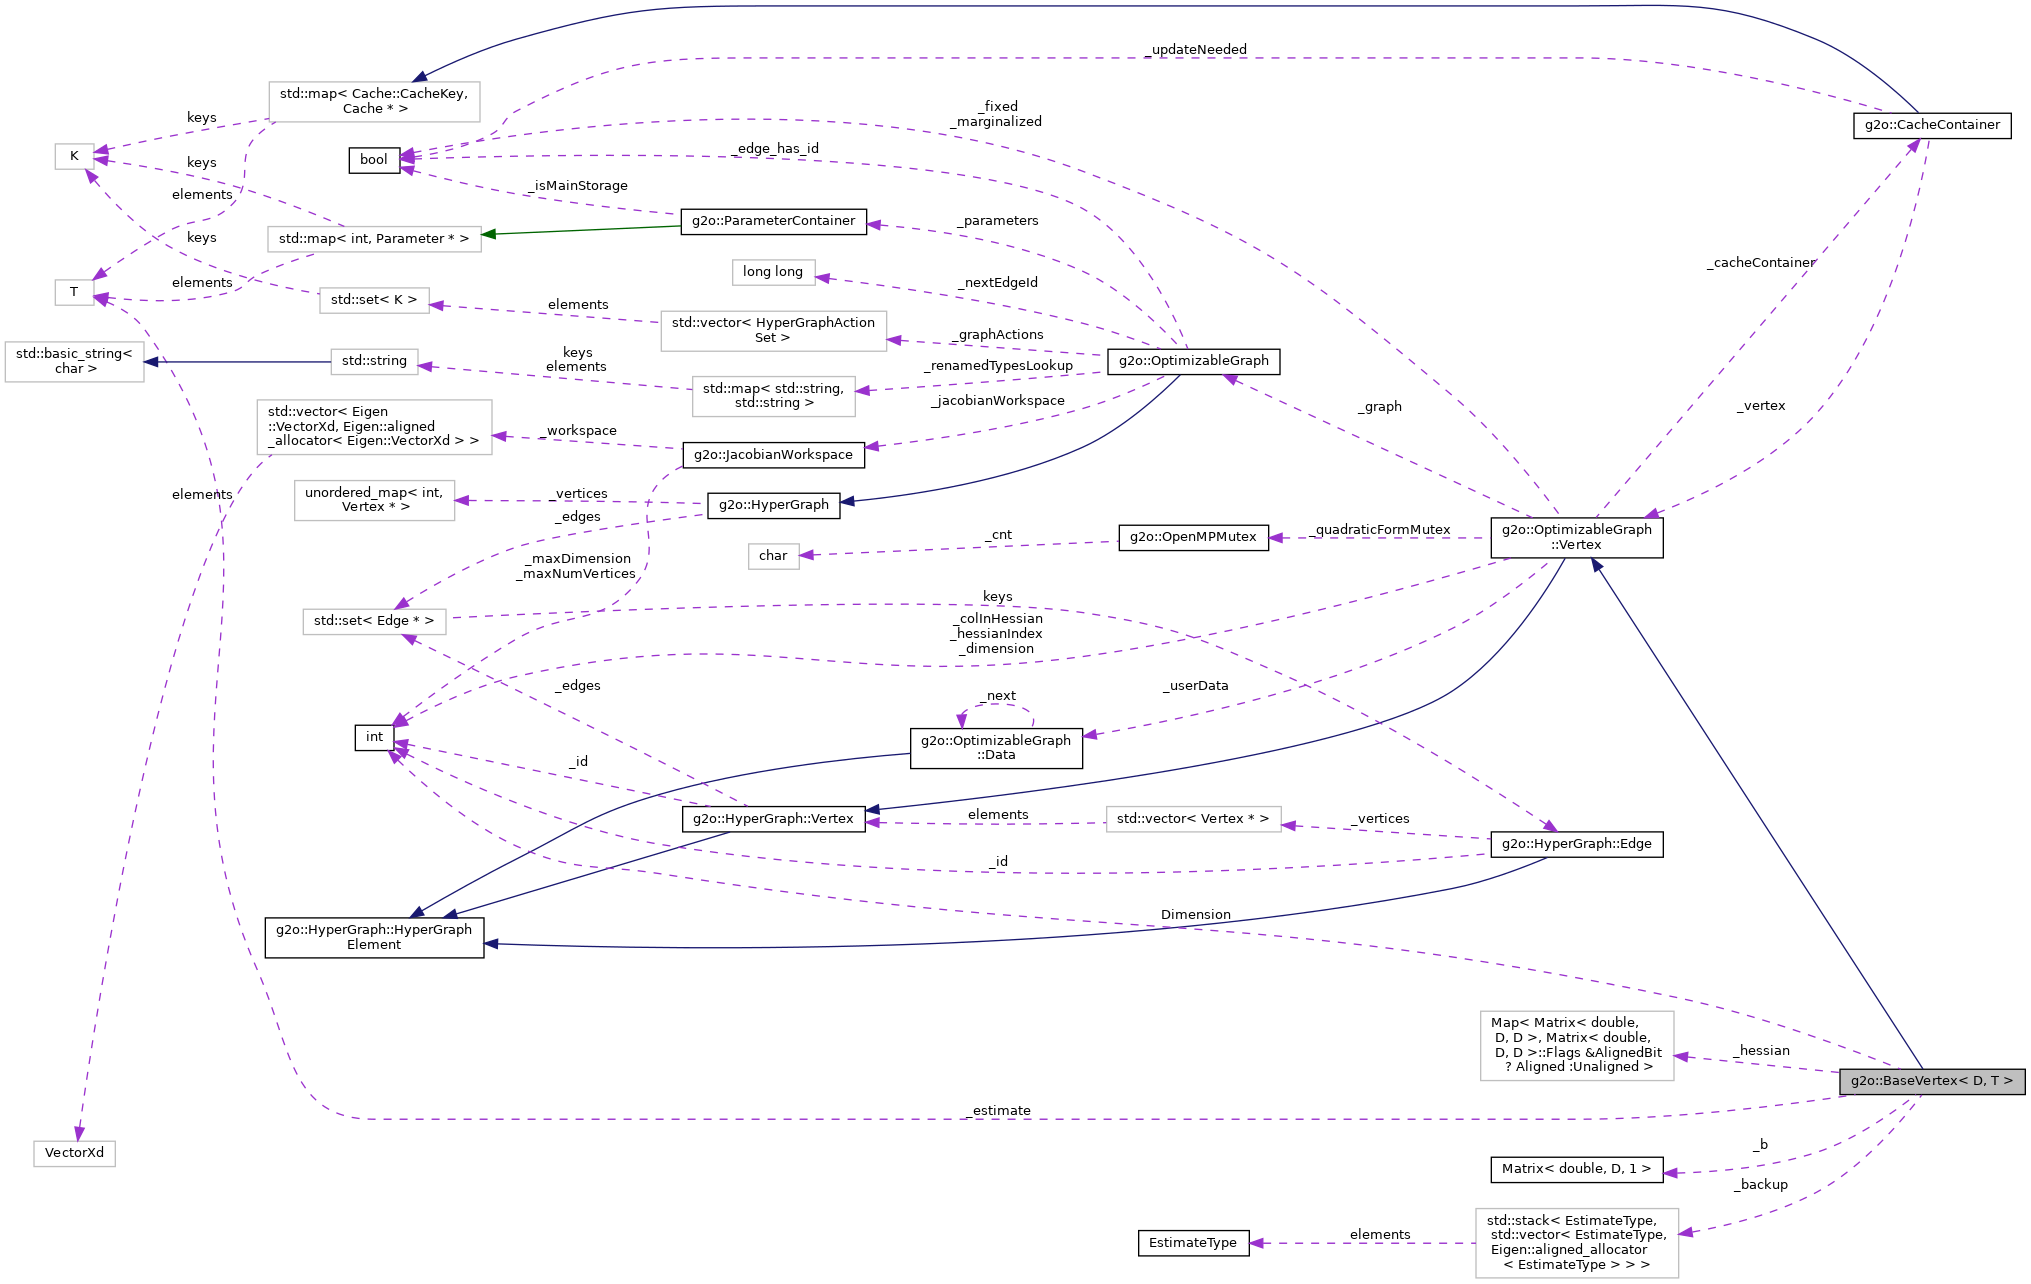 _updateNeeded
std::map< Cache::CacheKey,
Cache * >
_fixed
_marginalized
keys
g2o::CacheContainer
K
bool
_edge_has_id
keys
_isMainStorage
elements
g2o::ParameterContainer
_parameters
keys
std::map< int, Parameter * >
_cacheContainer
long long
_nextEdgeId
elements
T
std::set< K >
elements
std::vector< HyperGraphAction
Set >
_graphActions
std::basic_string<
char >
std::string
keys
elements
g2o::OptimizableGraph
_renamedTypesLookup
std::map< std::string,
std::string >
_jacobianWorkspace
_graph
_vertex
std::vector< Eigen
::VectorXd, Eigen::aligned
_allocator< Eigen::VectorXd > >
_workspace
g2o::JacobianWorkspace
elements
unordered_map< int,
Vertex * >
_vertices
g2o::HyperGraph
_edges
_quadraticFormMutex
g2o::OptimizableGraph
::Vertex
g2o::OpenMPMutex
_cnt
char
_maxDimension
_maxNumVertices
keys
std::set< Edge * >
_colInHessian
_hessianIndex
_dimension
_edges
_userData
_next
int
g2o::OptimizableGraph
::Data
_id
g2o::HyperGraph::Vertex
elements
std::vector< Vertex * >
_vertices
g2o::HyperGraph::Edge
_id
Dimension
g2o::HyperGraph::HyperGraph
Element
Map< Matrix< double,
D, D >, Matrix< double,
D, D >::Flags &AlignedBit
? Aligned :Unaligned >
_hessian
g2o::BaseVertex< D, T >
_estimate
VectorXd
_b
Matrix< double, D, 1 >
_backup
std::stack< EstimateType,
std::vector< EstimateType,
Eigen::aligned_allocator
< EstimateType > > >
elements
EstimateType